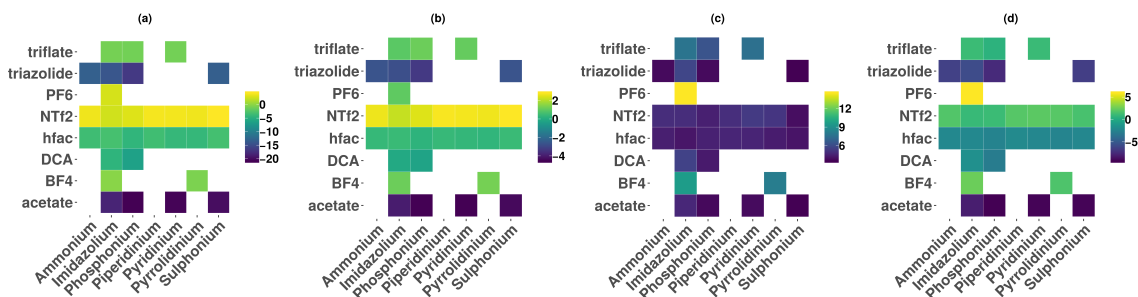 (a)
triflate
triazolide
PF6
NTf2
hfac
DCA
BF4
acetate
Ammonium
Imidazolium
Phosphonium
Piperidinium
Pyridinium
Pyrrolidinium
Sulphonium
0
−5
−10
−15
−20
(b)
triflate
triazolide
PF6
NTf2
hfac
DCA
BF4
acetate
Ammonium
Imidazolium
Phosphonium
Piperidinium
Pyridinium
Pyrrolidinium
Sulphonium
2
0
−2
−4
(c)
triflate
triazolide
PF6
NTf2
hfac
DCA
BF4
acetate
Ammonium
Imidazolium
Phosphonium
Piperidinium
Pyridinium
Pyrrolidinium
Sulphonium
12
9
6
(d)
triflate
triazolide
PF6
NTf2
hfac
DCA
BF4
acetate
Ammonium
Imidazolium
Phosphonium
Piperidinium
Pyridinium
Pyrrolidinium
Sulphonium
5
0
−5